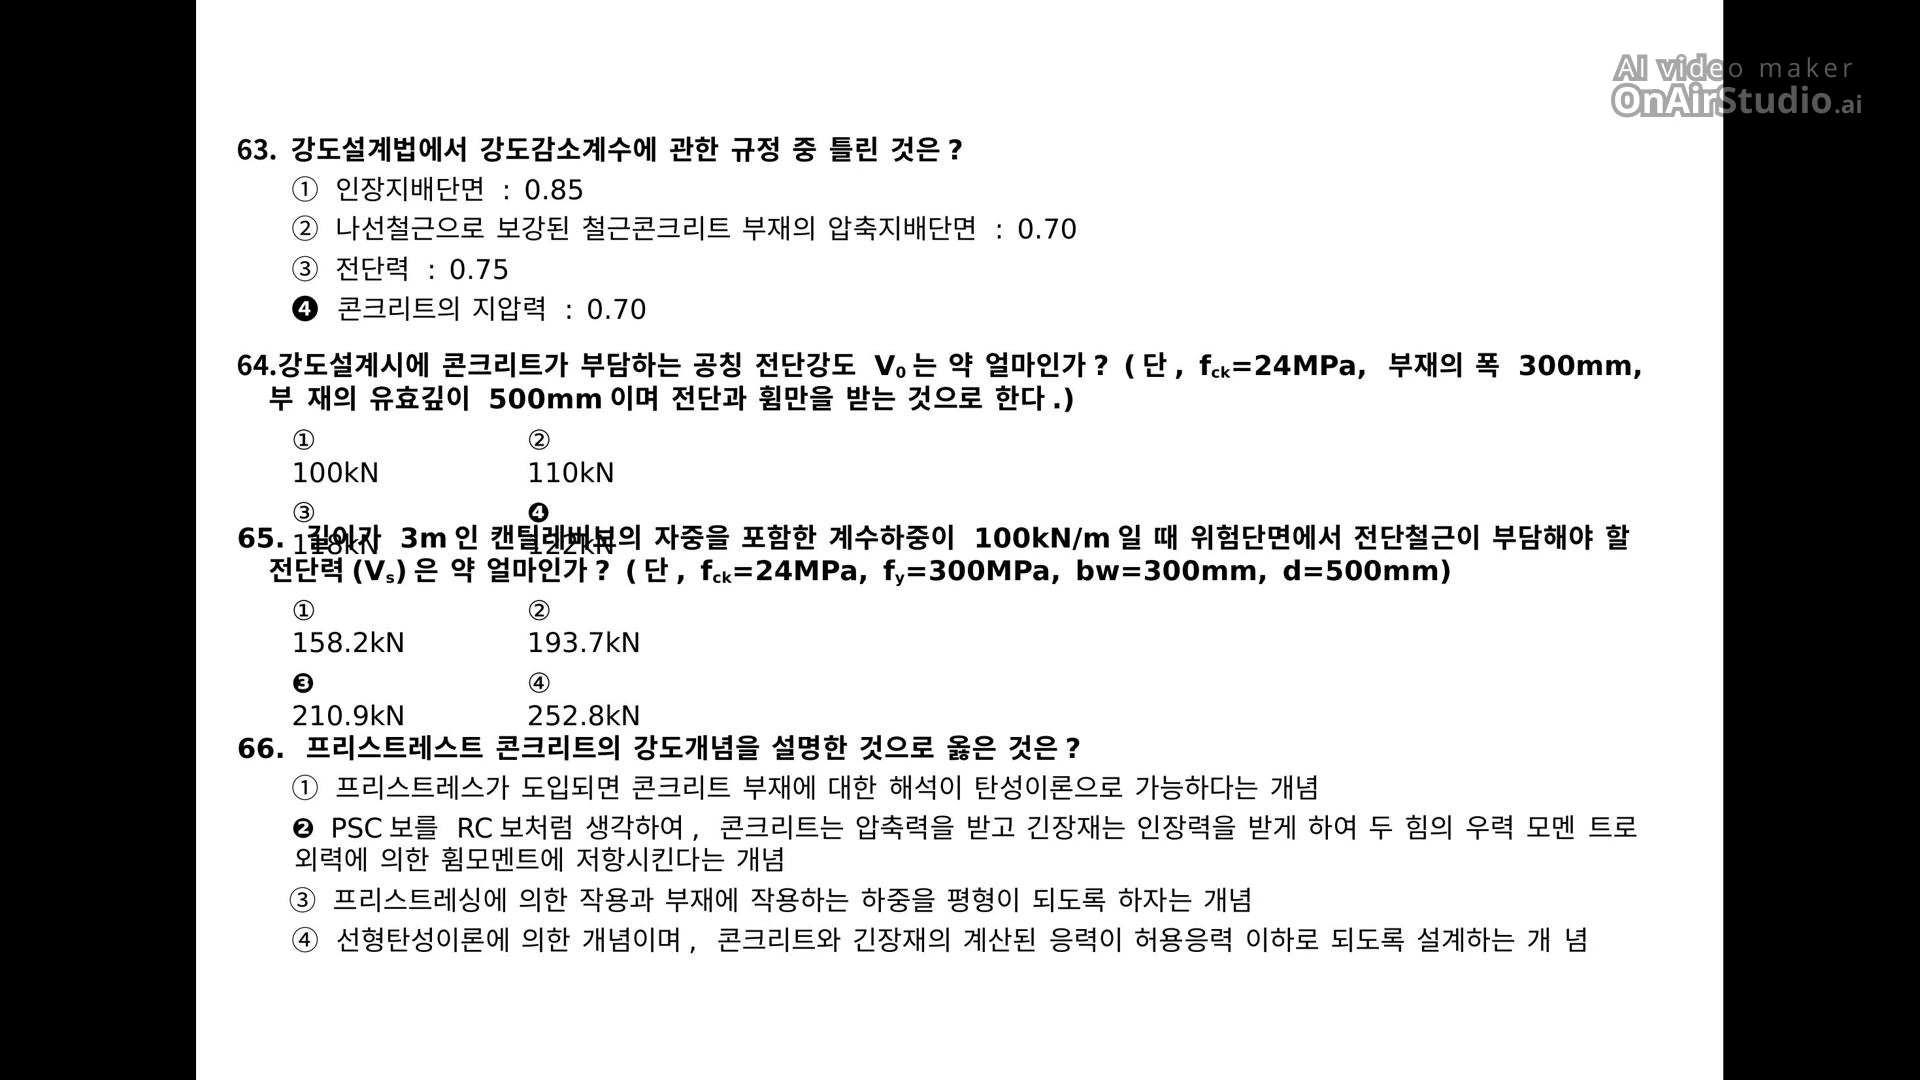 AI video maker
OnAirStudio.ai
63. 강도설계법에서 강도감소계수에 관한 규정 중 틀린 것은?
① 인장지배단면 : 0.85
② 나선철근으로 보강된 철근콘크리트 부재의 압축지배단면 : 0.70
③ 전단력 : 0.75
❹ 콘크리트의 지압력 : 0.70
64.강도설계시에 콘크리트가 부담하는 공칭 전단강도 V₀는 약 얼마인가? (단, fck=24MPa, 부재의 폭 300mm,
부 재의 유효깊이 500mm이며 전단과 휨만을 받는 것으로 한다.)
① ②
100kN 110kN
③ ❹
118kN 122kN
65. 길이가 3m인 캔틸레버보의 자중을 포함한 계수하중이 100kN/m일 때 위험단면에서 전단철근이 부담해야 할
전단력(Vs)은 약 얼마인가? (단, fck=24MPa, fy=300MPa, bw=300mm, d=500mm)
① ②
158.2kN 193.7kN
❸ ④
210.9kN 252.8kN
66. 프리스트레스트 콘크리트의 강도개념을 설명한 것으로 옳은 것은?
① 프리스트레스가 도입되면 콘크리트 부재에 대한 해석이 탄성이론으로 가능하다는 개념
❷ PSC보를 RC보처럼 생각하여, 콘크리트는 압축력을 받고 긴장재는 인장력을 받게 하여 두 힘의 우력 모멘 트로
외력에 의한 휨모멘트에 저항시킨다는 개념
③ 프리스트레싱에 의한 작용과 부재에 작용하는 하중을 평형이 되도록 하자는 개념
④ 선형탄성이론에 의한 개념이며, 콘크리트와 긴장재의 계산된 응력이 허용응력 이하로 되도록 설계하는 개 념